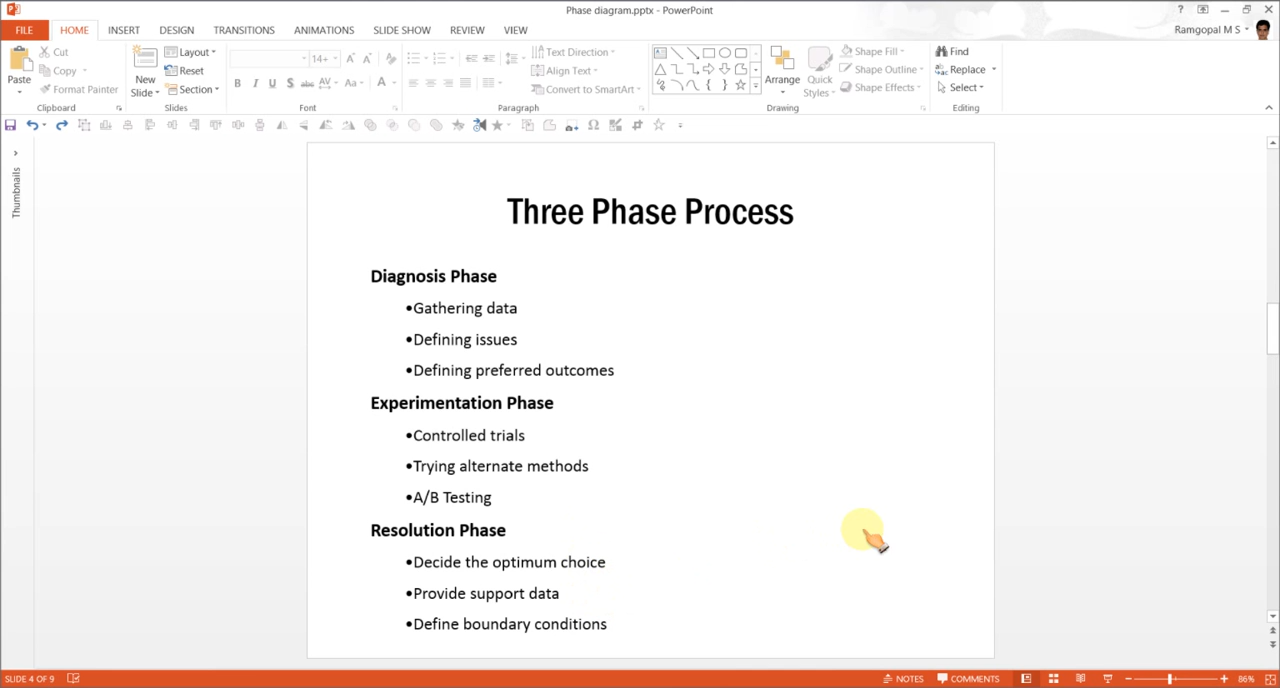 Phase diagram.pptx - PowerPoint
FILE HOME INSERT DESIGN TRANSITIONS ANIMATIONS SLIDE SHOW REVIEW VIEW
Ramgopal M S
Paste
Cut
Copy
Format Painter
Clipboard
New Slide
Layout
Reset
Section
Slides
14+
B I U S abc AV Aa A
Font
Text Direction
Align Text
Convert to SmartArt
Paragraph
Arrange
Quick Styles
Shape Fill
Shape Outline
Shape Effects
Drawing
Find
Replace
Select
Editing
Thumbnails
Three Phase Process
Diagnosis Phase
•Gathering data
•Defining issues
•Defining preferred outcomes
Experimentation Phase
•Controlled trials
•Trying alternate methods
•A/B Testing
Resolution Phase
•Decide the optimum choice
•Provide support data
•Define boundary conditions
SLIDE 4 OF 9
NOTES
COMMENTS
86%